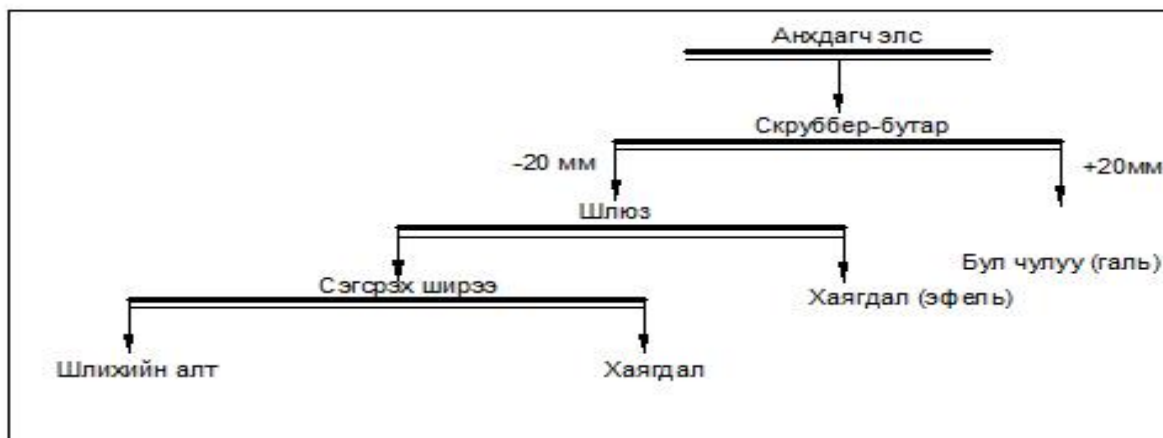 Анхдагч элс
Скруббер-бутар
-20 мм
+20мм
Шлюз
Бул чулуу (галь)
Сэгсрэх ширээ
Хаягдал (эфель)
Шлихийн алт
Хаягдал